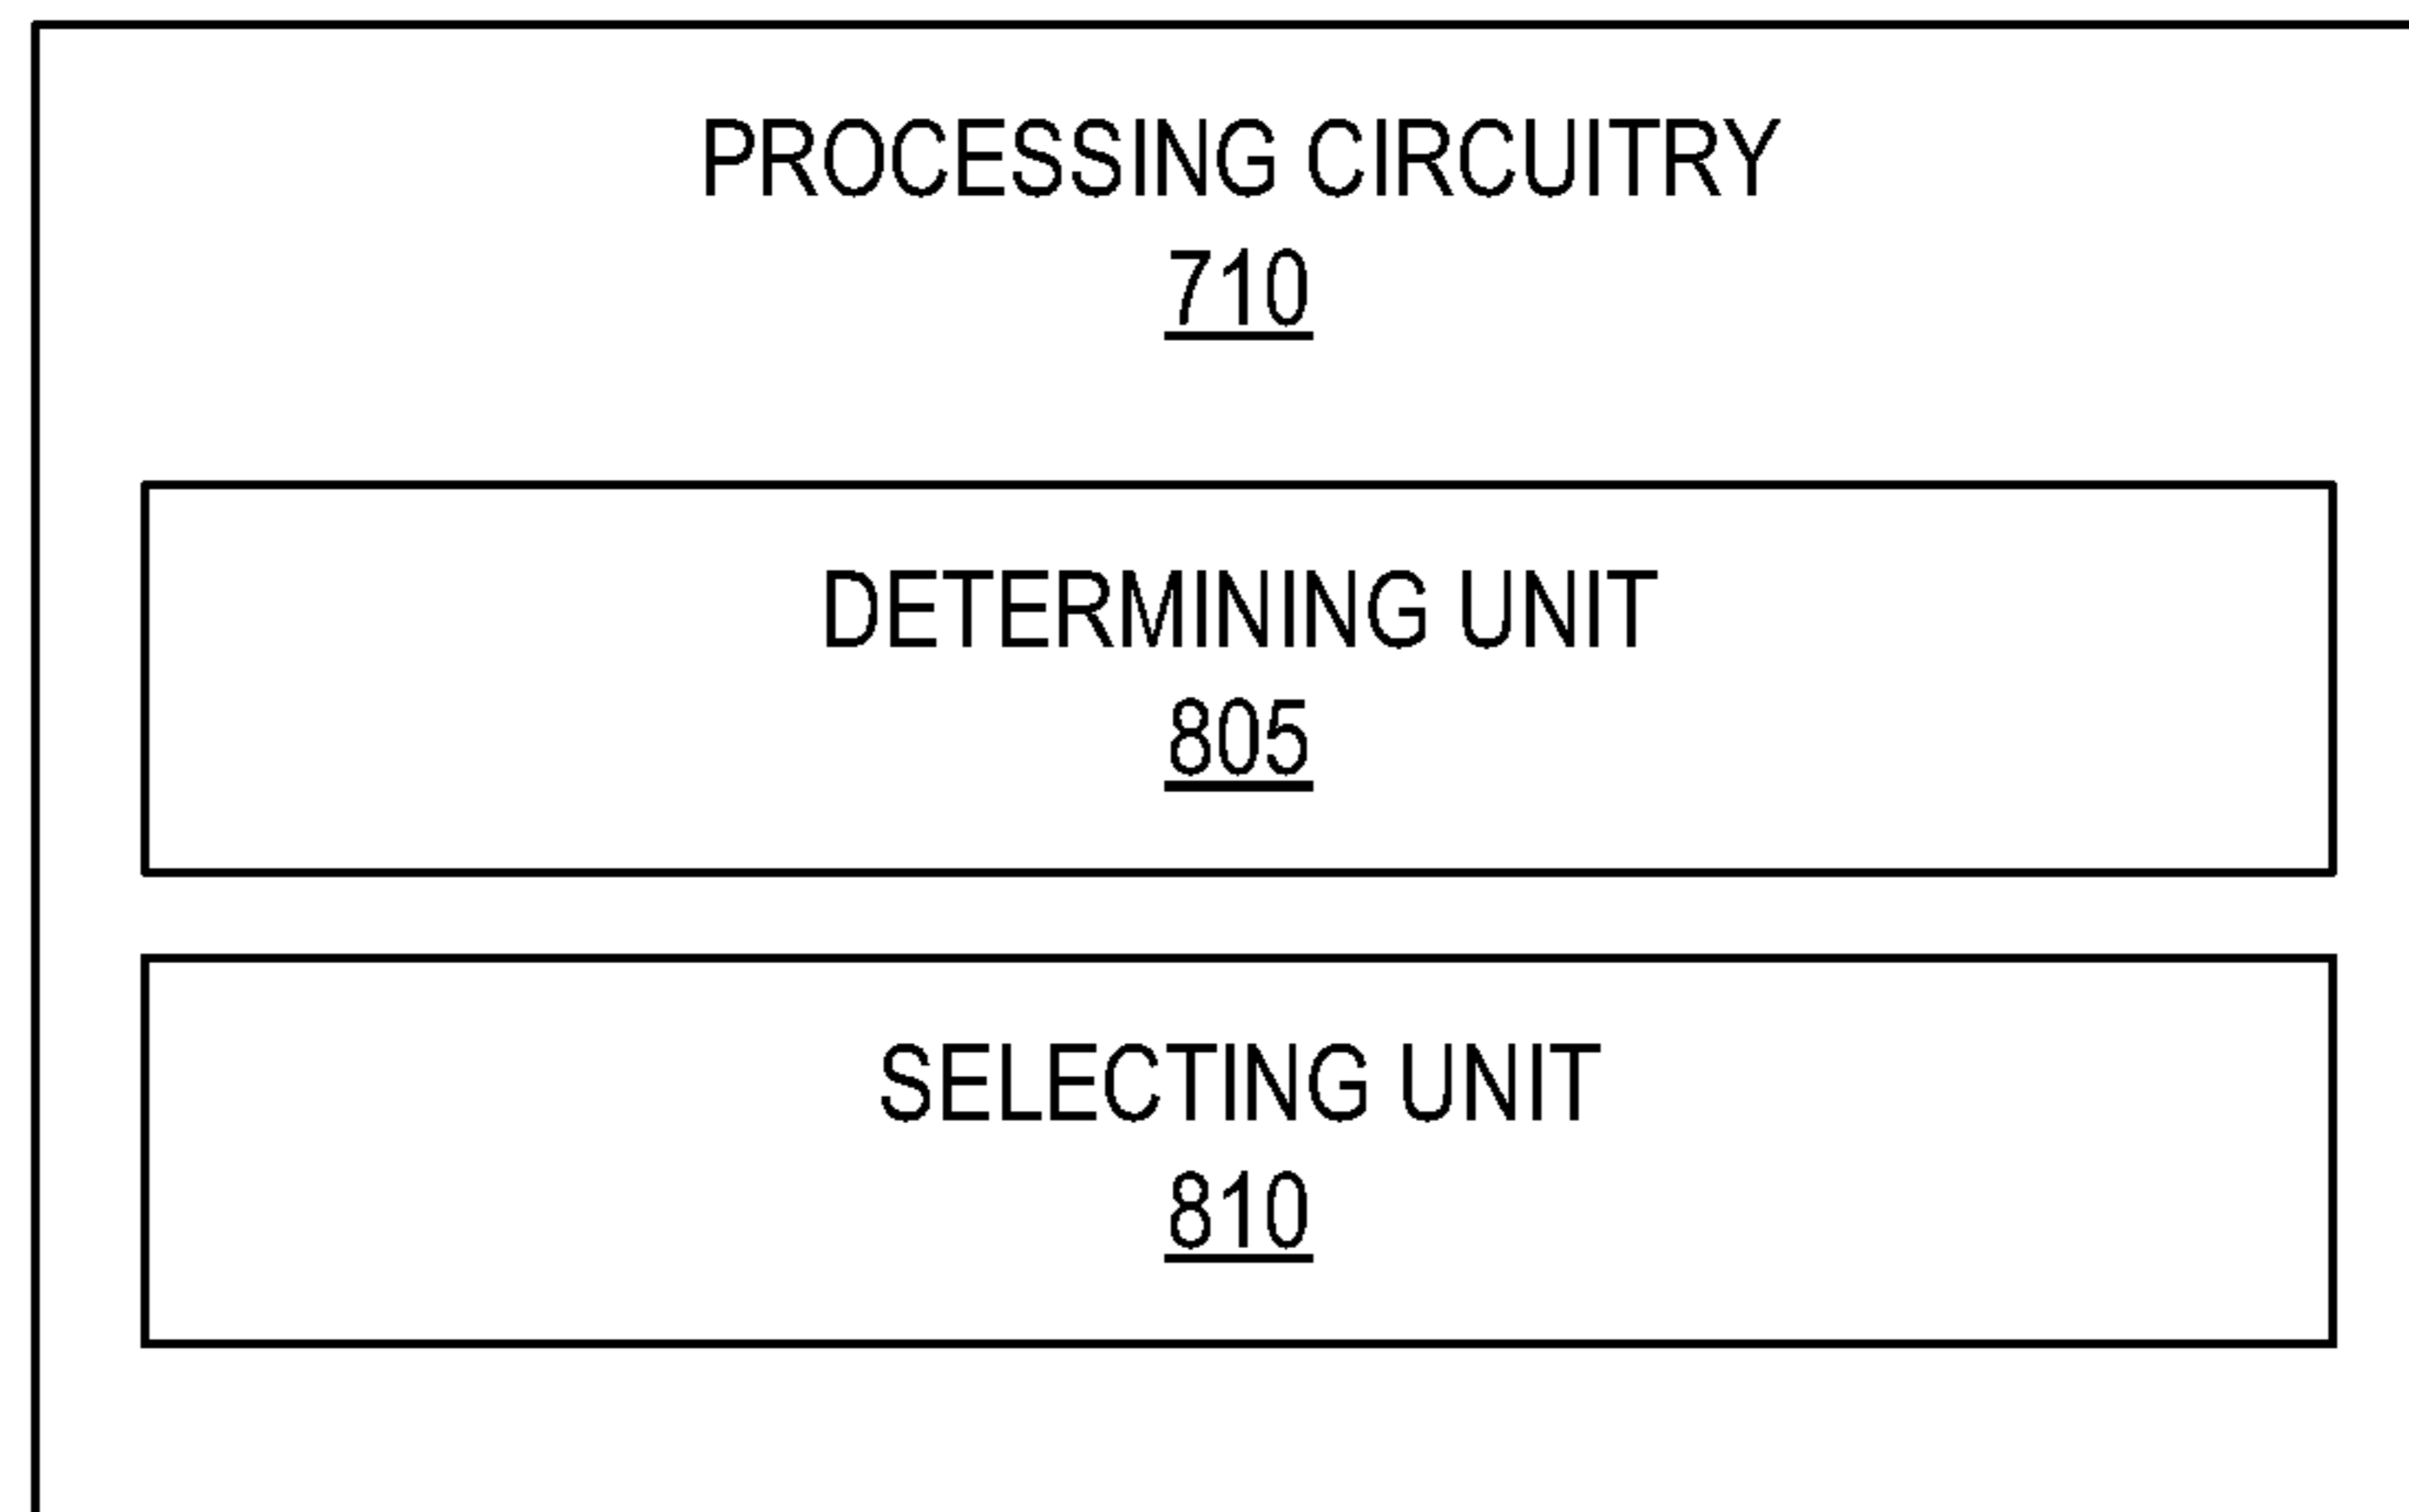 PROCESSING CIRCUITRY
710
DETERMINING UNIT
805
SELECTING UNIT
810